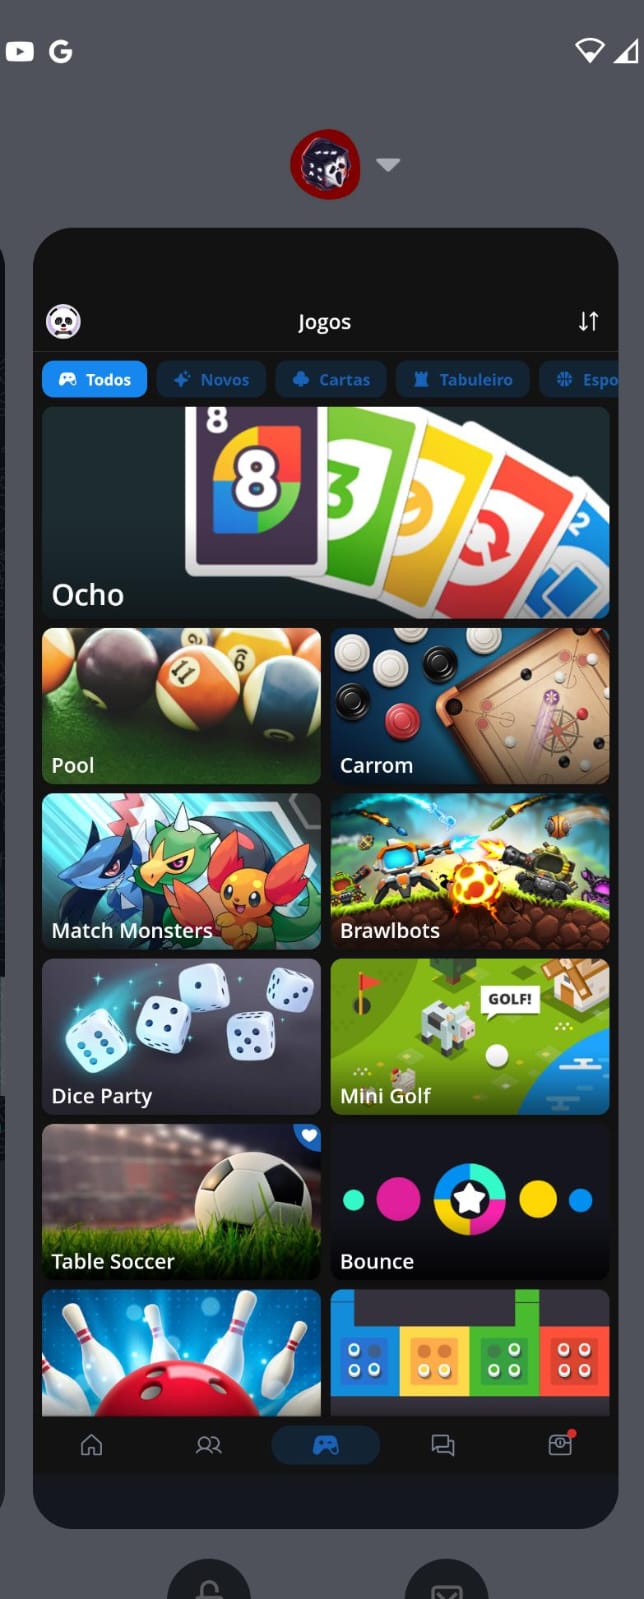 Jogos
Todos
Novos
Cartas
Tabuleiro
Espo
8
8
3
2
Ocho
11
6
Pool
Carrom
Match Monsters
Brawlbots
Dice Party
GOLF!
Mini Golf
Table Soccer
Bounce